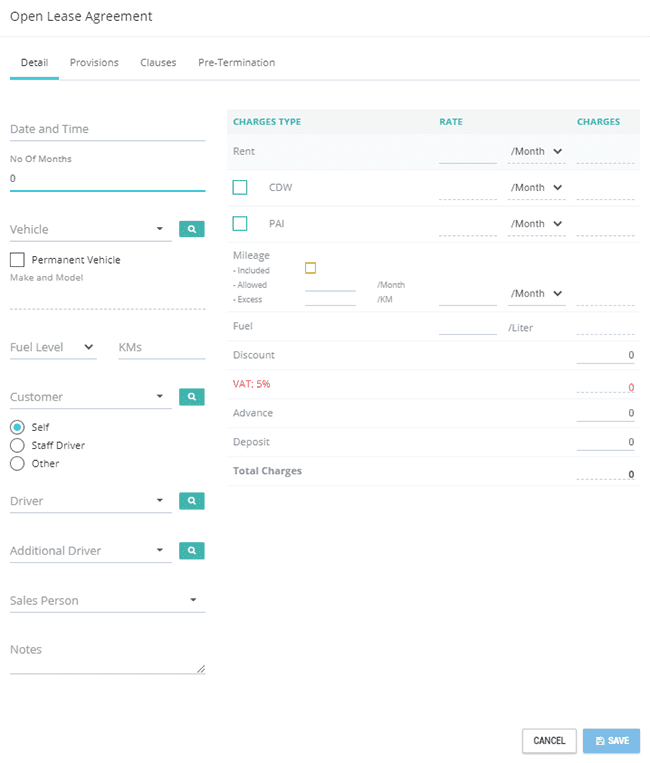 Open Lease Agreement
Detail Provisions Clauses Pre-Termination
Date and Time
No Of Months
0
Vehicle
Permanent Vehicle
Make and Model
Fuel Level KMs
Customer
Self
Staff Driver
Other
Driver
Additional Driver
Sales Person
Notes
CHARGES TYPE RATE CHARGES
Rent /Month
CDW /Month
PAI /Month
Mileage
- Included
- Allowed /Month
- Excess /KM /Month
Fuel /Liter
Discount 0
VAT; 5% 0
Advance 0
Deposit 0
Total Charges 0
CANCEL SAVE